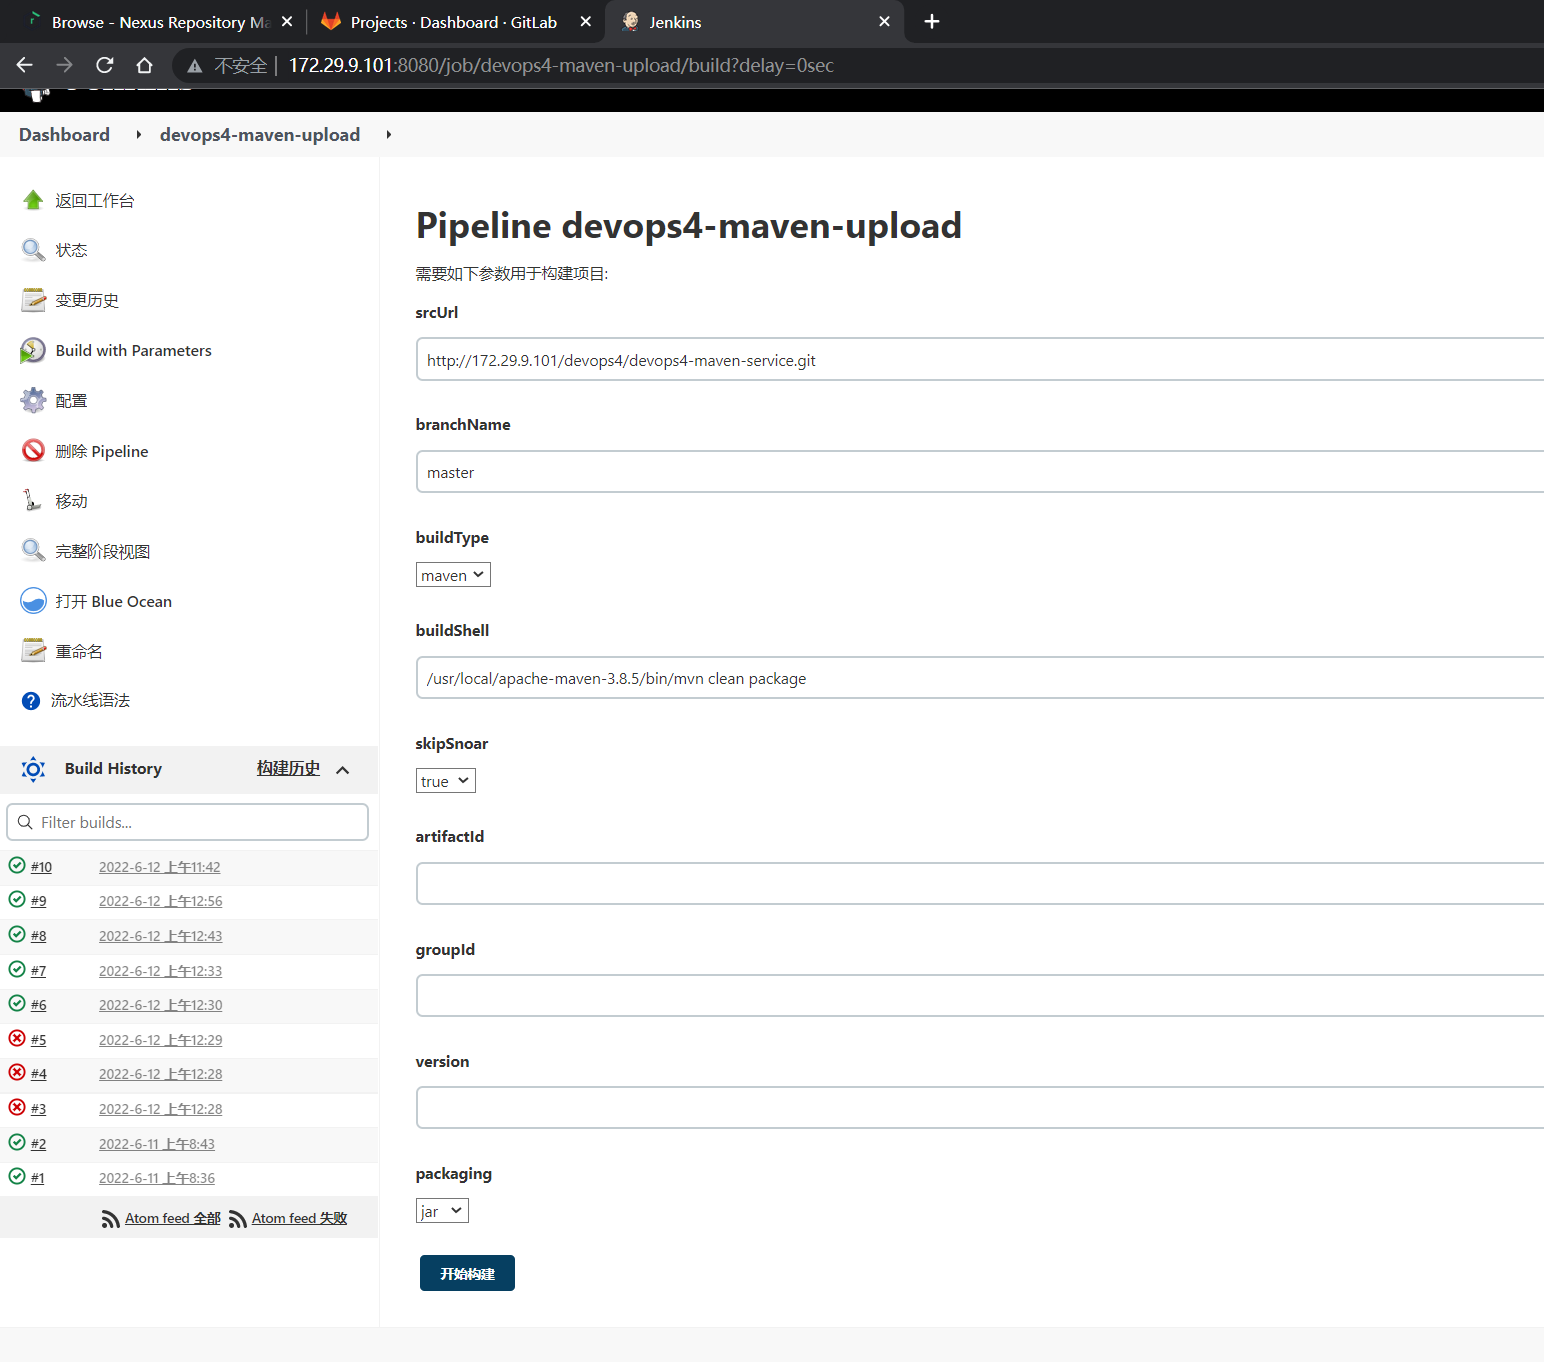 Browse - Nexus Repository Ma
Projects · Dashboard · GitLab
Jenkins
不安全 172.29.9.101:8080/job/devops4-maven-upload/build?delay=0sec
Dashboard
devops4-maven-upload
返回工作台
状态
变更历史
Build with Parameters
配置
删除 Pipeline
移动
完整阶段视图
打开 Blue Ocean
重命名
流水线语法
Build History 构建历史
Filter builds...
#10 2022-6-12 上午11:42
#9 2022-6-12 上午12:56
#8 2022-6-12 上午12:43
#7 2022-6-12 上午12:33
#6 2022-6-12 上午12:30
#5 2022-6-12 上午12:29
#4 2022-6-12 上午12:28
#3 2022-6-12 上午12:28
#2 2022-6-11 上午8:43
#1 2022-6-11 上午8:36
Atom feed 全部 Atom feed 失败
Pipeline devops4-maven-upload
需要如下参数用于构建项目:
srcUrl
http://172.29.9.101/devops4/devops4-maven-service.git
branchName
master
buildType
maven
buildShell
/usr/local/apache-maven-3.8.5/bin/mvn clean package
skipSnoar
true
artifactId
groupId
version
packaging
jar
开始构建